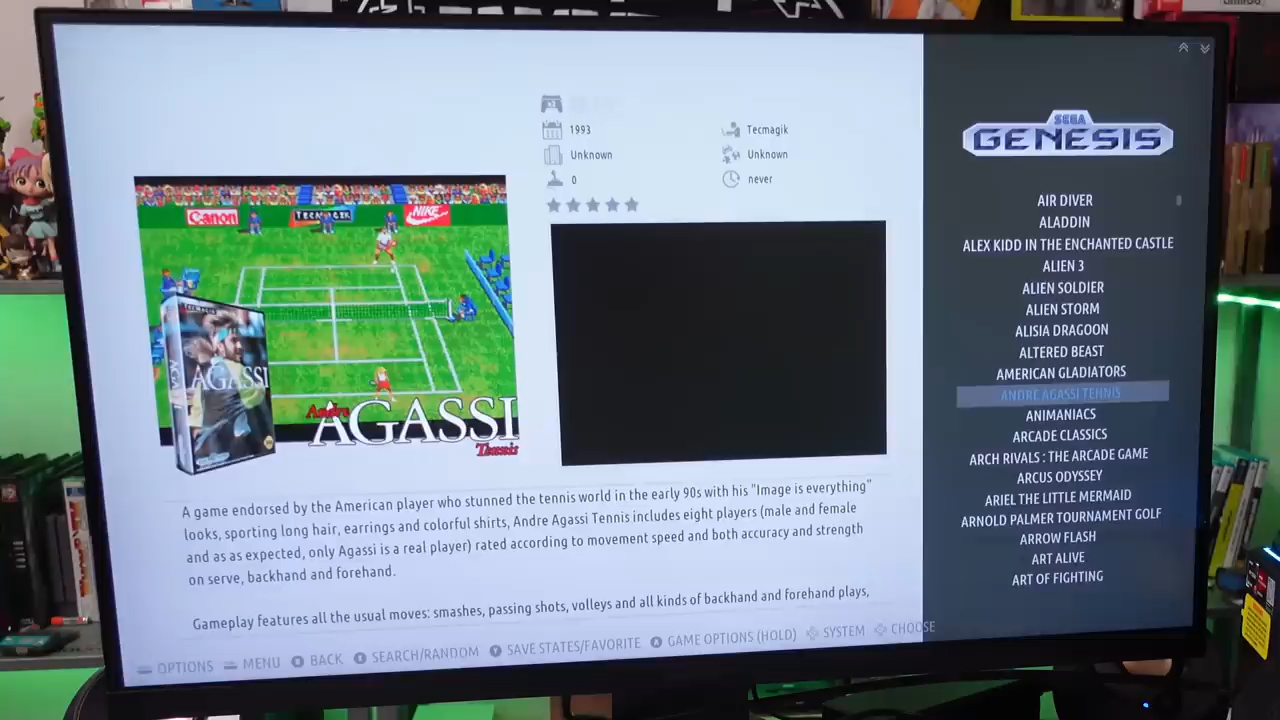 1993
Tecmagik
Unknown
Unknown
0
never
Canon
TECMAGIK
NIKE
AGASSI
Andre
AGASSI
Tennis
A game endorsed by the American player who stunned the tennis world in the early 90s with his "Image is everything"
looks, sporting long hair, earrings and colorful shirts, Andre Agassi Tennis includes eight players (male and female
and as as expected, only Agassi is a real player) rated according to movement speed and both accuracy and strength
on serve, backhand and forehand.
Gameplay features all the usual moves: smashes, passing shots, volleys and all kinds of backhand and forehand plays,
OPTIONS MENU BACK SEARCH/RANDOM SAVE STATES/FAVORITE GAME OPTIONS (HOLD) SYSTEM CHOOSE
SEGA
GENESIS
AIR DIVER
ALADDIN
ALEX KIDD IN THE ENCHANTED CASTLE
ALIEN 3
ALIEN SOLDIER
ALIEN STORM
ALISIA DRAGOON
ALTERED BEAST
AMERICAN GLADIATORS
ANDRE AGASSI TENNIS
ANIMANIACS
ARCADE CLASSICS
ARCH RIVALS : THE ARCADE GAME
ARCUS ODYSSEY
ARIEL THE LITTLE MERMAID
ARNOLD PALMER TOURNAMENT GOLF
ARROW FLASH
ART ALIVE
ART OF FIGHTING